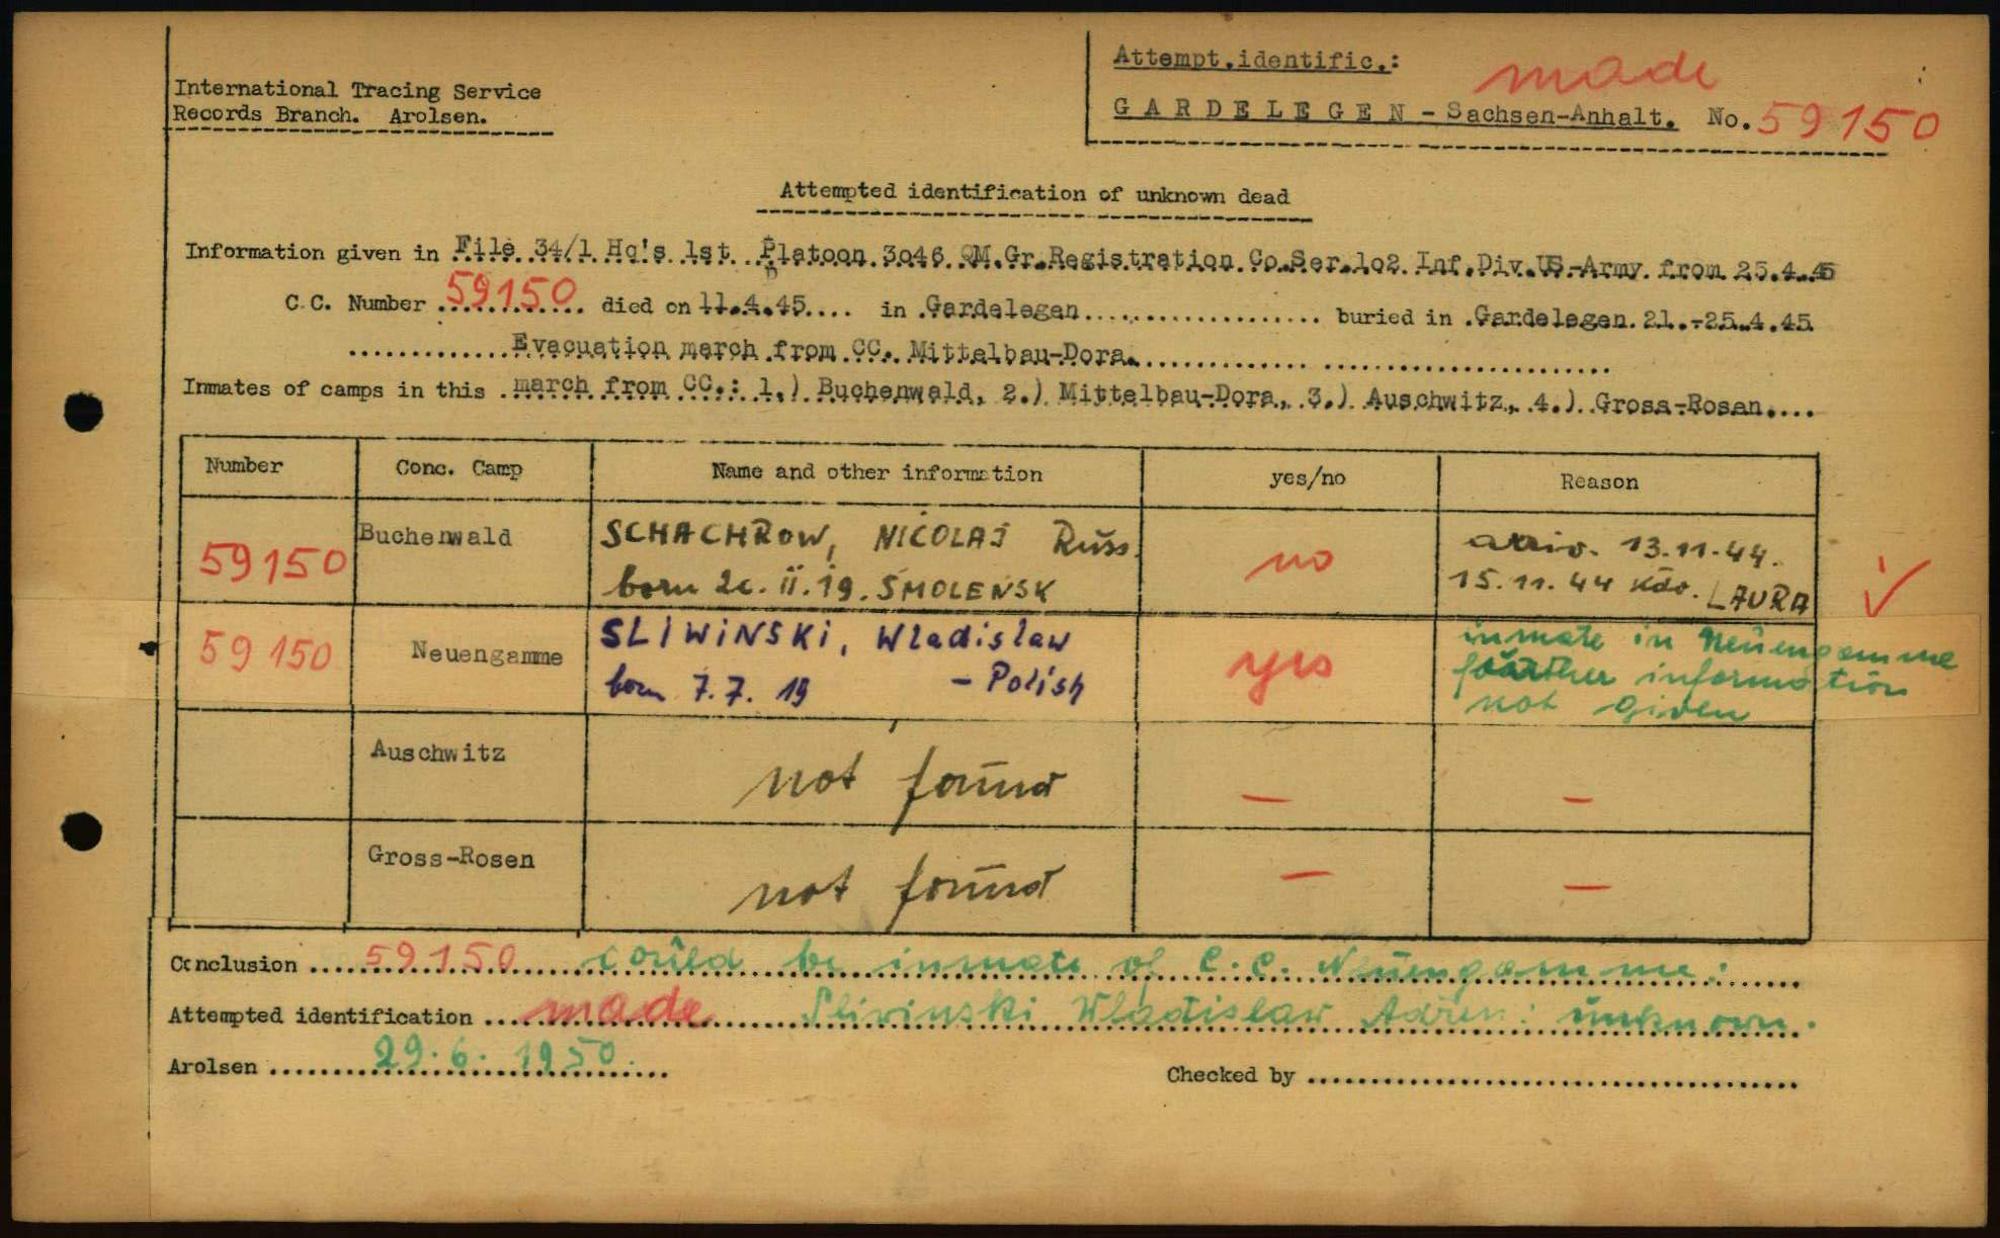 International Tracing Service
Records Branch. Arolsen.
Attempt.identific.: made
GARDELEGEN - Sachsen-Anhalt. No. 59150
Attempted identification of unknown dead
Information given in File 34/1 Hq's 1st Platoon 3046 QM.Gr.Registration Co.Ser.102 Inf.Div.US.-Army from 25.4.45
C.C. Number 59150 died on 11.4.45 in Gardelegen buried in Gardelegen 21.-25.4.45
Evacuation march from CC. Mittelbau-Dora.
Inmates of camps in this march from CC.: 1.) Buchenwald, 2.) Mittelbau-Dora, 3.) Auschwitz, 4.) Gross-Rosen.
Number Conc. Camp Name and other information yes/no Reason
59150 Buchenwald SCHACHROW, NICOLAJ Russ. no arriv. 13.11.44.
born 2c. II. 19. SMOLENSK 15.11.44 Kdo. LAURA
59150 Neuengamme SLIWINSKI, Wladislaw yes inmate in Neuengamme
born 7.7.19 - Polish further information
not given
Auschwitz not found — —
Gross-Rosen not found — —
Conclusion 59150 could be inmate of C.C. Neuengamme:
Attempted identification made Slivinski Wladislaw Adren: unknown.
Arolsen 29.6.1950.
Checked by